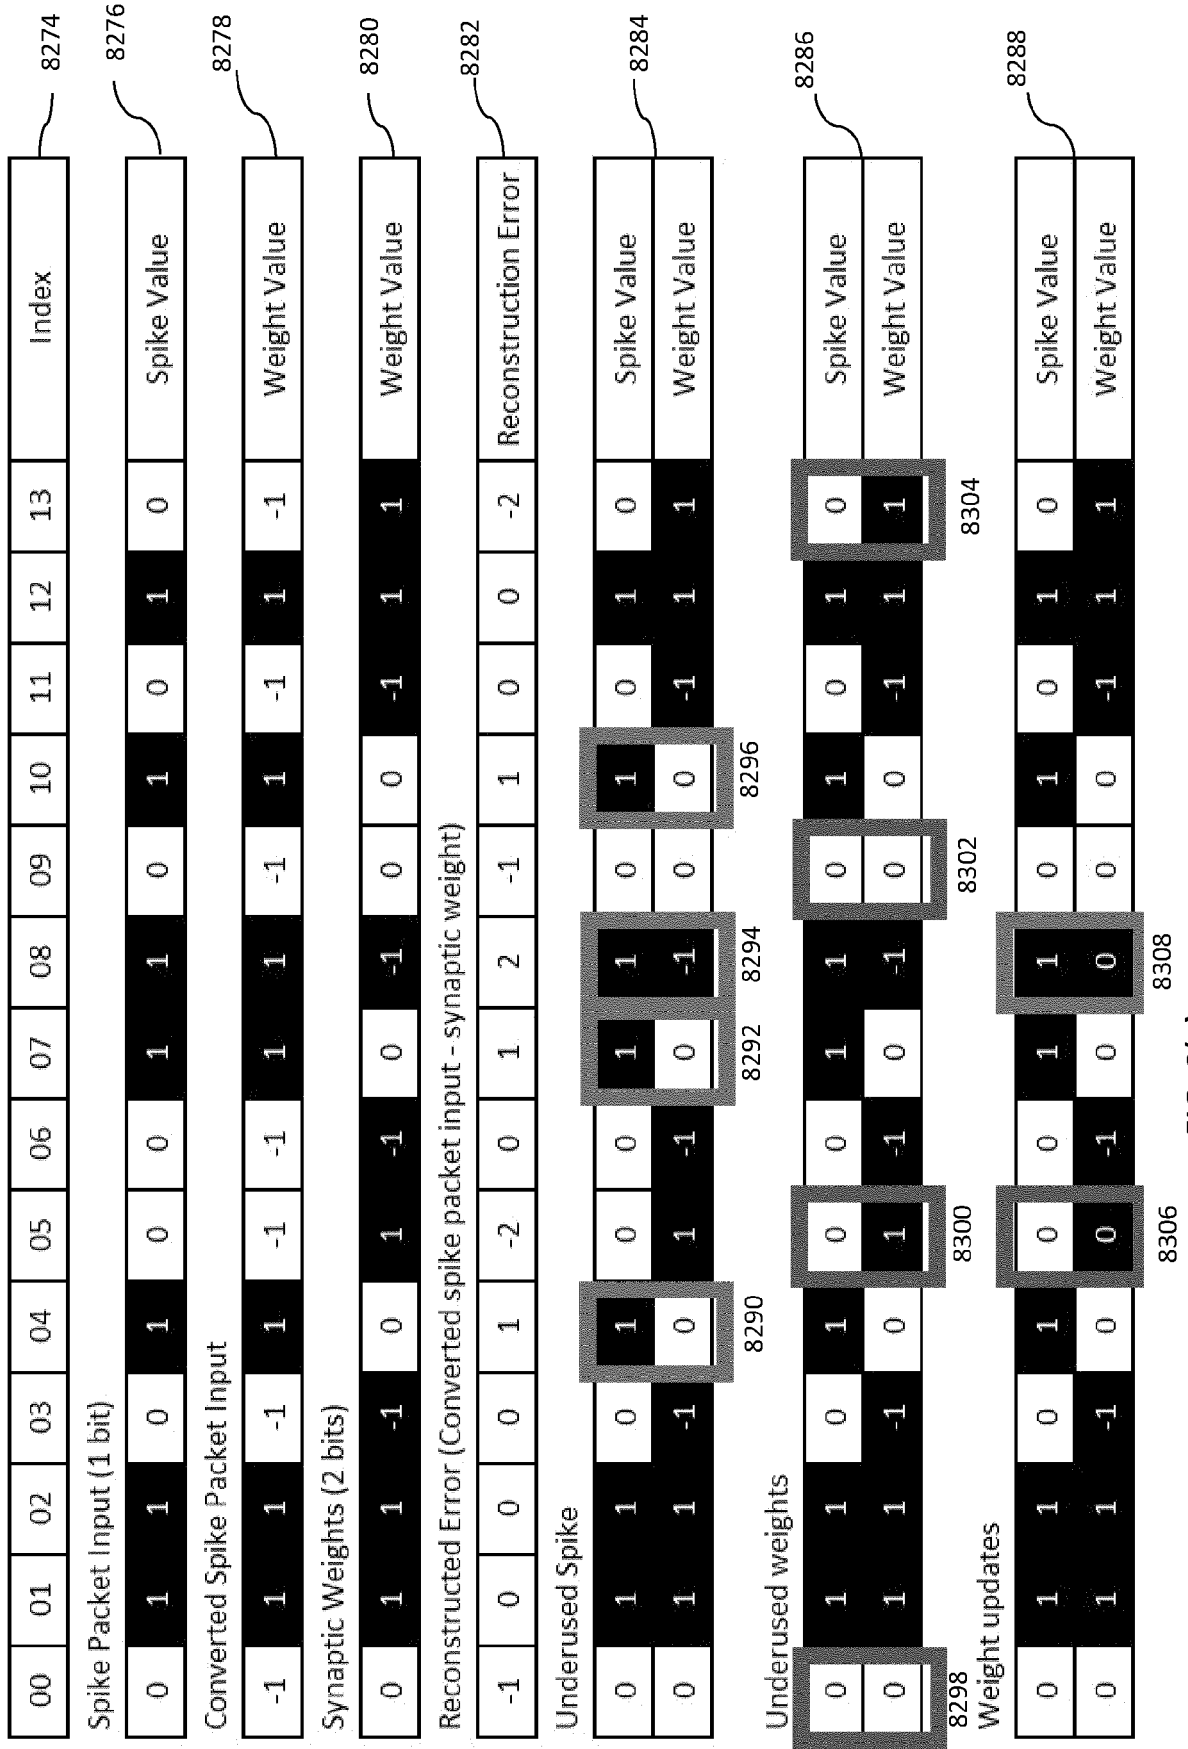 00 01 02 03 04 05 06 07 08 09 10 11 12 13 Index 8274
Spike Packet Input (1 bit)
0 1 1 0 1 0 0 1 1 0 1 0 1 0 Spike Value 8276
Converted Spike Packet Input
-1 1 1 -1 1 -1 -1 1 1 -1 1 -1 1 -1 Weight Value 8278
Synaptic Weights (2 bits)
0 1 1 -1 0 1 -1 0 -1 0 0 -1 1 1 Weight Value 8280
Reconstructed Error (Converted spike packet input - synaptic weight)
-1 0 0 0 1 -2 0 1 2 -1 1 0 0 -2 Reconstruction Error 8282
Underused Spike
0 1 1 0 1 0 0 1 1 0 1 0 1 0 Spike Value 8284
0 1 1 -1 0 1 -1 0 -1 0 0 -1 1 1 Weight Value
8290 8292 8294 8296
Underused weights
0 1 1 0 1 0 0 1 1 0 1 0 1 0 Spike Value 8286
0 1 1 -1 0 1 -1 0 -1 0 0 -1 1 1 Weight Value
8298 8300 8302 8304
Weight updates
0 1 1 0 1 0 0 1 1 0 1 0 1 0 Spike Value 8288
0 1 1 -1 0 0 -1 0 0 0 0 -1 1 1 Weight Value
8306 8308